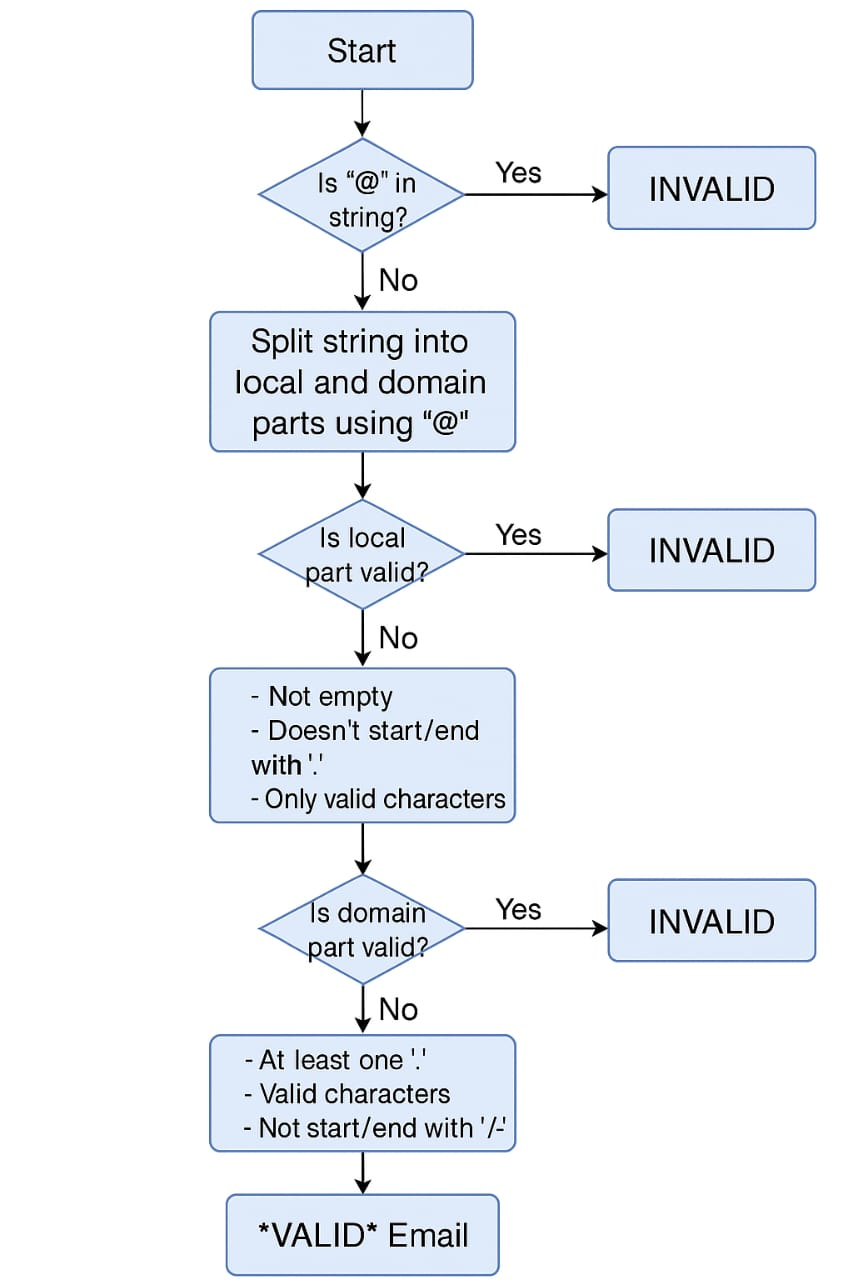 Start
Is “@" in
string?
Yes
INVALID
No
Split string into
local and domain
parts using “@"
Is local
part valid?
Yes
INVALID
No
- Not empty
- Doesn't start/end
with '.'
- Only valid characters
Is domain
part valid?
Yes
INVALID
No
- At least one '.'
- Valid characters
- Not start/end with '/-'
*VALID* Email